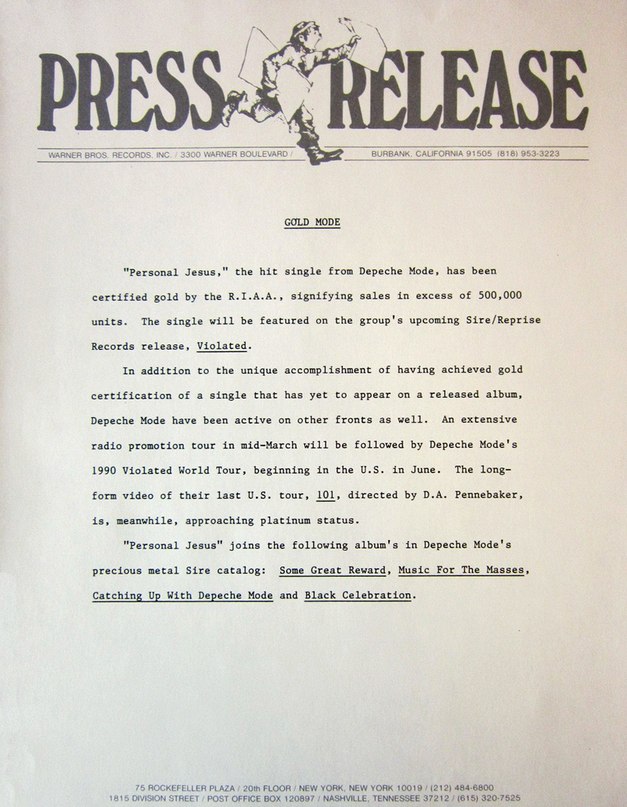 PRESS RELEASE
WARNER BROS. RECORDS, INC. / 3300 WARNER BOULEVARD / BURBANK, CALIFORNIA 91505 (818) 953-3223
GOLD MODE
"Personal Jesus," the hit single from Depeche Mode, has been
certified gold by the R.I.A.A., signifying sales in excess of 500,000
units. The single will be featured on the group's upcoming Sire/Reprise
Records release, Violated.
In addition to the unique accomplishment of having achieved gold
certification of a single that has yet to appear on a released album,
Depeche Mode have been active on other fronts as well. An extensive
radio promotion tour in mid-March will be followed by Depeche Mode's
1990 Violated World Tour, beginning in the U.S. in June. The long-
form video of their last U.S. tour, 101, directed by D.A. Pennebaker,
is, meanwhile, approaching platinum status.
"Personal Jesus" joins the following album's in Depeche Mode's
precious metal Sire catalog: Some Great Reward, Music For The Masses,
Catching Up With Depeche Mode and Black Celebration.
75 ROCKEFELLER PLAZA / 20th FLOOR / NEW YORK, NEW YORK 10019 / (212) 484-6800
1815 DIVISION STREET / POST OFFICE BOX 120897 / NASHVILLE, TENNESSEE 37212 / (615) 320-7525